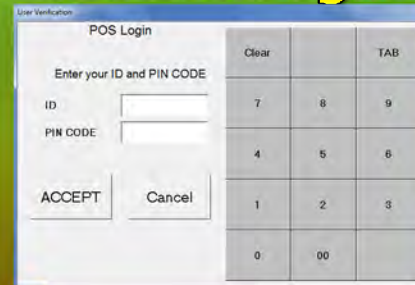 User Verification
POS Login
Enter your ID and PIN CODE
ID
PIN CODE
ACCEPT Cancel
Clear TAB
7 8 9
4 5 6
1 2 3
0 00